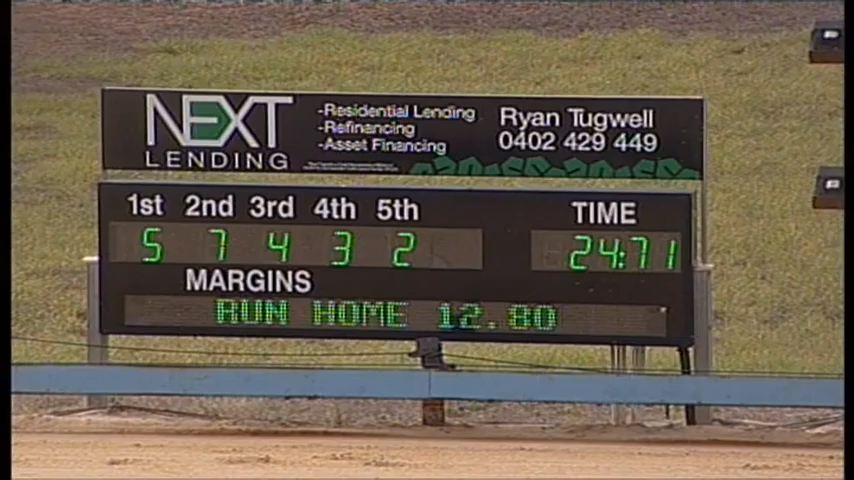 NEXT
LENDING
-Residential Lending
-Refinancing
-Asset Financing
Ryan Tugwell
0402 429 449
1st 2nd 3rd 4th 5th TIME
5 7 4 3 2 24:71
MARGINS
RUN HOME 12.80